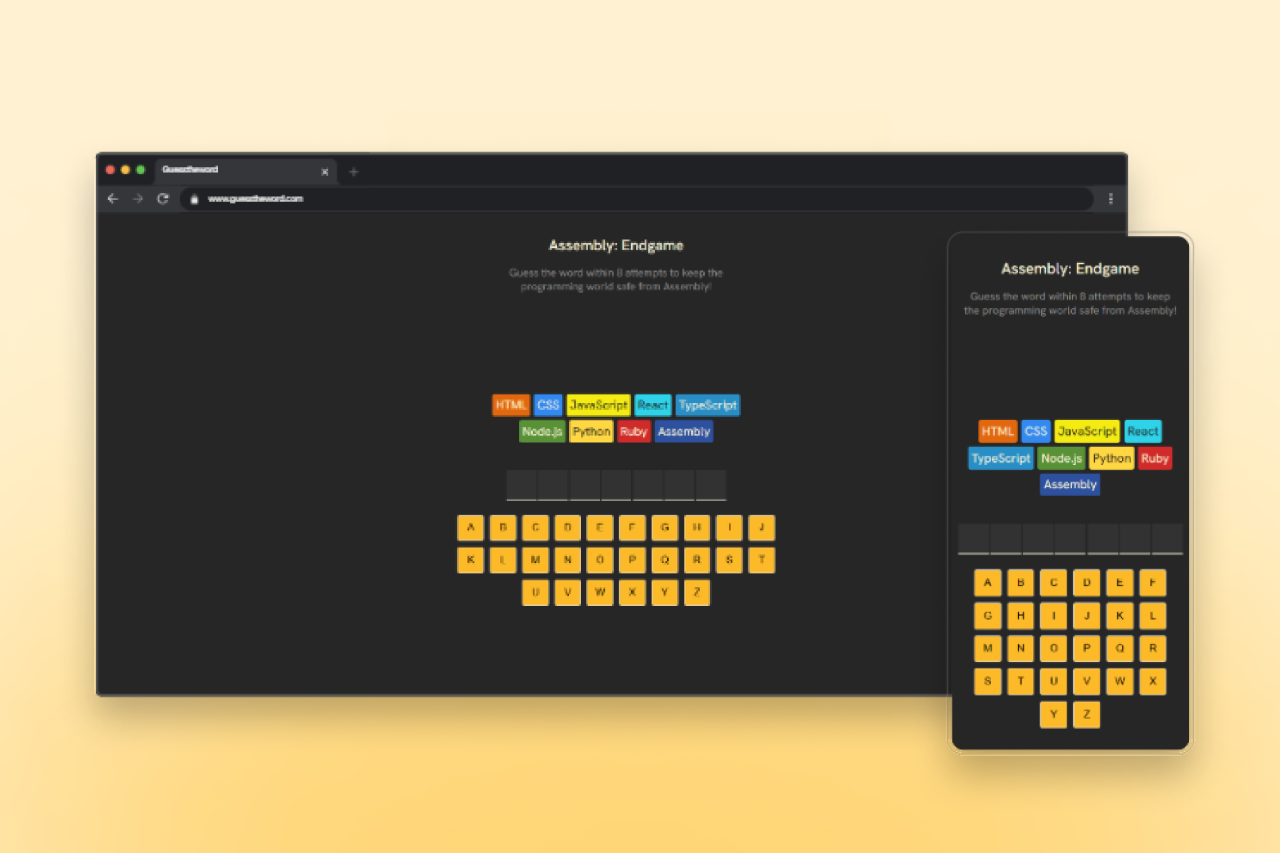 Guesstheword
www.guesstheword.com
Assembly: Endgame
Guess the word within 8 attempts to keep the
programming world safe from Assembly!
HTML CSS JavaScript React TypeScript
Node.js Python Ruby Assembly
A B C D E F G H I J
K L M N O P Q R S T
U V W X Y Z
Assembly: Endgame
Guess the word within 8 attempts to keep
the programming world safe from Assembly!
HTML CSS JavaScript React
TypeScript Node.js Python Ruby
Assembly
A B C D E F
G H I J K L
M N O P Q R
S T U V W X
Y Z